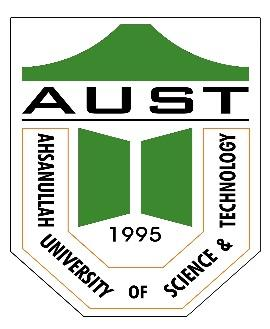 AUST
1995
AHSANULLAH UNIVERSITY OF SCIENCE & TECHNOLOGY